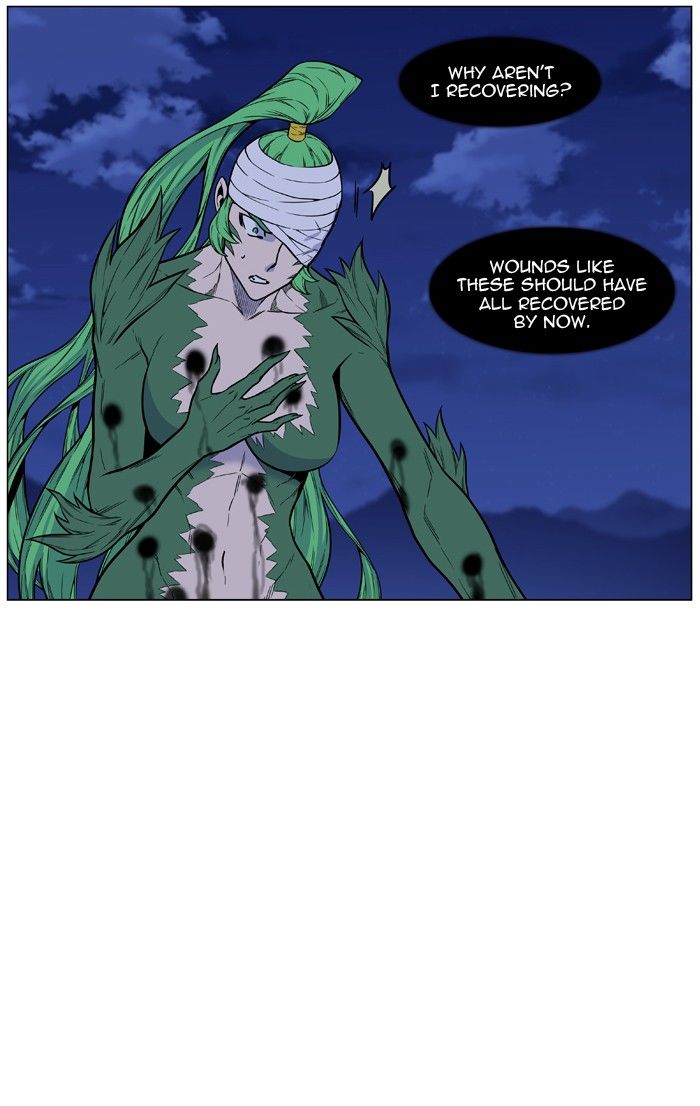 WHY AREN'T
I RECOVERING?
WOUNDS LIKE
THESE SHOULD HAVE
ALL RECOVERED
BY NOW.